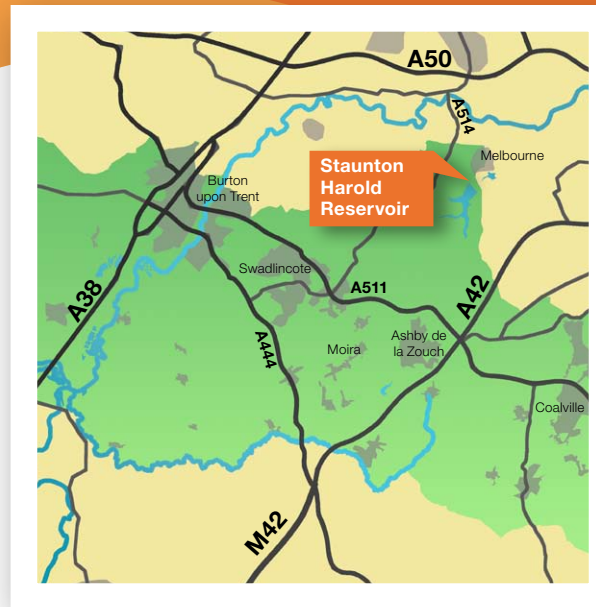 A50
A514
Melbourne
Staunton
Harold
Reservoir
Burton
upon Trent
Swadlincote
A511
A42
A38
A444
Moira
Ashby de
la Zouch
Coalville
M42